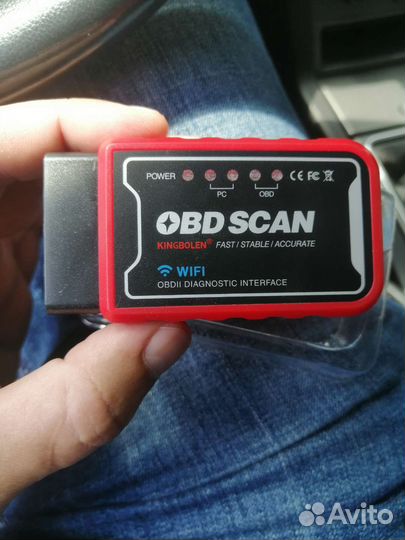 POWER PC OBD CE FC
OBD SCAN
KINGBOLEN® FAST / STABLE / ACCURATE
WIFI
OBDII DIAGNOSTIC INTERFACE
Avito